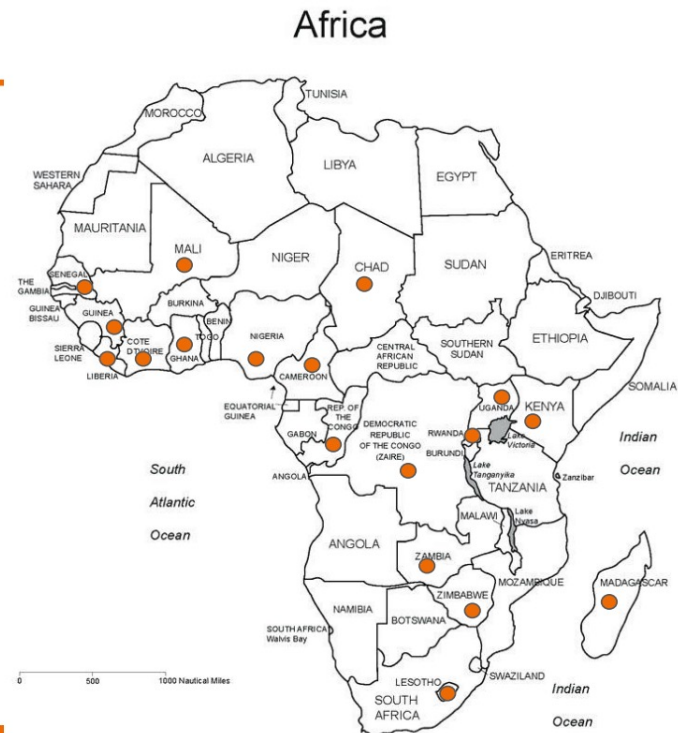 Africa
TUNISIA
MOROCCO
ALGERIA
LIBYA
EGYPT
WESTERN
SAHARA
MAURITANIA
MALI
NIGER
CHAD
SUDAN
ERITREA
SENEGAL
THE
GAMBIA
GUINEA
BISSAU
GUINEA
BURKINA
BENIN
TOGO
NIGERIA
DJIBOUTI
ETHIOPIA
SOMALIA
SIERRA
LEONE
LIBERIA
COTE
D'IVOIRE
GHANA
CAMEROON
CENTRAL
AFRICAN
REPUBLIC
SOUTHERN
SUDAN
EQUATORIAL
GUINEA
GABON
REP. OF
THE
CONGO
DEMOCRATIC
REPUBLIC
OF THE CONGO
(ZAIRE)
UGANDA
KENYA
RWANDA
BURUNDI
Lake
Victoria
Lake
Tanganyika
TANZANIA
Zanzibar
Indian
Ocean
South
Atlantic
Ocean
ANGOLA
ANGOLA
MALAWI
Lake
Nyasa
ZAMBIA
MOZAMBIQUE
MADAGASCAR
ZIMBABWE
NAMIBIA
BOTSWANA
SOUTH AFRICA
Walvis Bay
SWAZILAND
LESOTHO
SOUTH
AFRICA
Indian
Ocean
0 500 1000 Nautical Miles